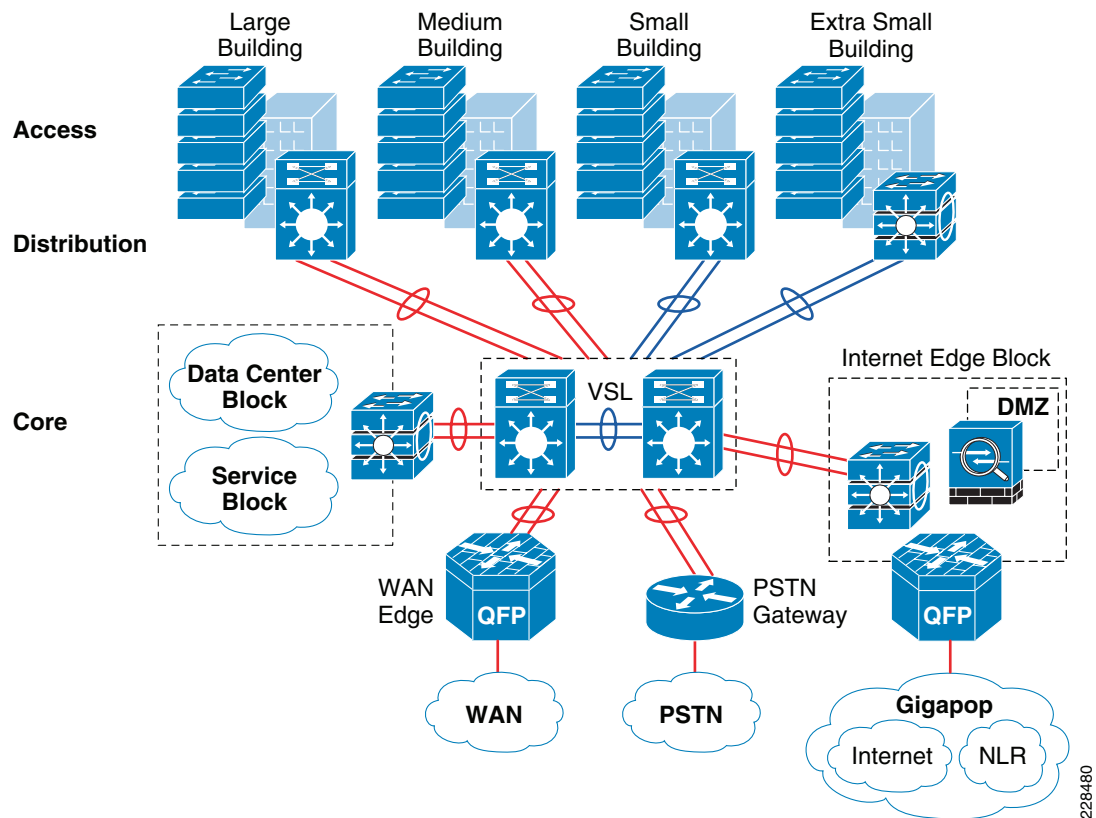 Large
Building
Medium
Building
Small
Building
Extra Small
Building
Access
Distribution
Core
Data Center
Block
Service
Block
VSL
Internet Edge Block
DMZ
WAN
Edge
QFP
PSTN
Gateway
QFP
WAN
PSTN
Gigapop
Internet
NLR
228480